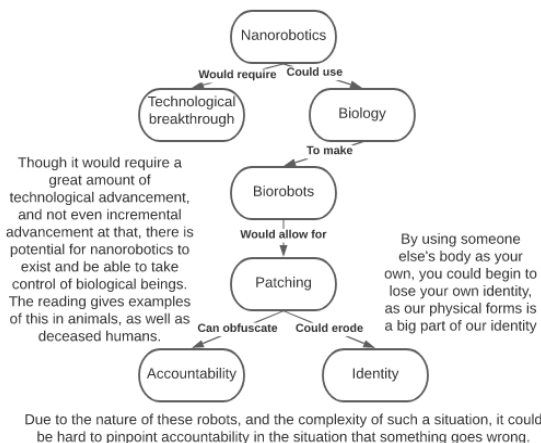 Nanorobotics
Would require
Could use
Technological
breakthrough
Biology
To make
Though it would require a
great amount of
technological advancement,
and not even incremental
advancement at that, there is
potential for nanorobotics to
exist and be able to take
control of biological beings.
The reading gives examples
of this in animals, as well as
deceased humans.
Biorobots
Would allow for
Patching
By using someone
else's body as your
own, you could begin to
lose your own identity,
as our physical forms is
a big part of our identity
Can obfuscate
Could erode
Accountability
Identity
Due to the nature of these robots, and the complexity of such a situation, it could
be hard to pinpoint accountability in the situation that something goes wrong.